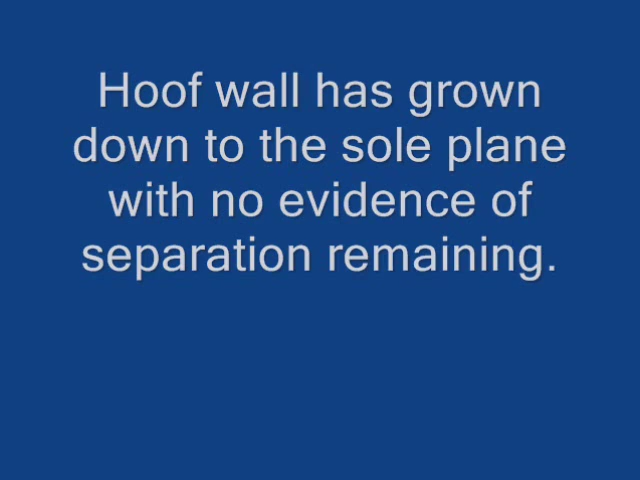 Hoof wall has grown
down to the sole plane
with no evidence of
separation remaining.